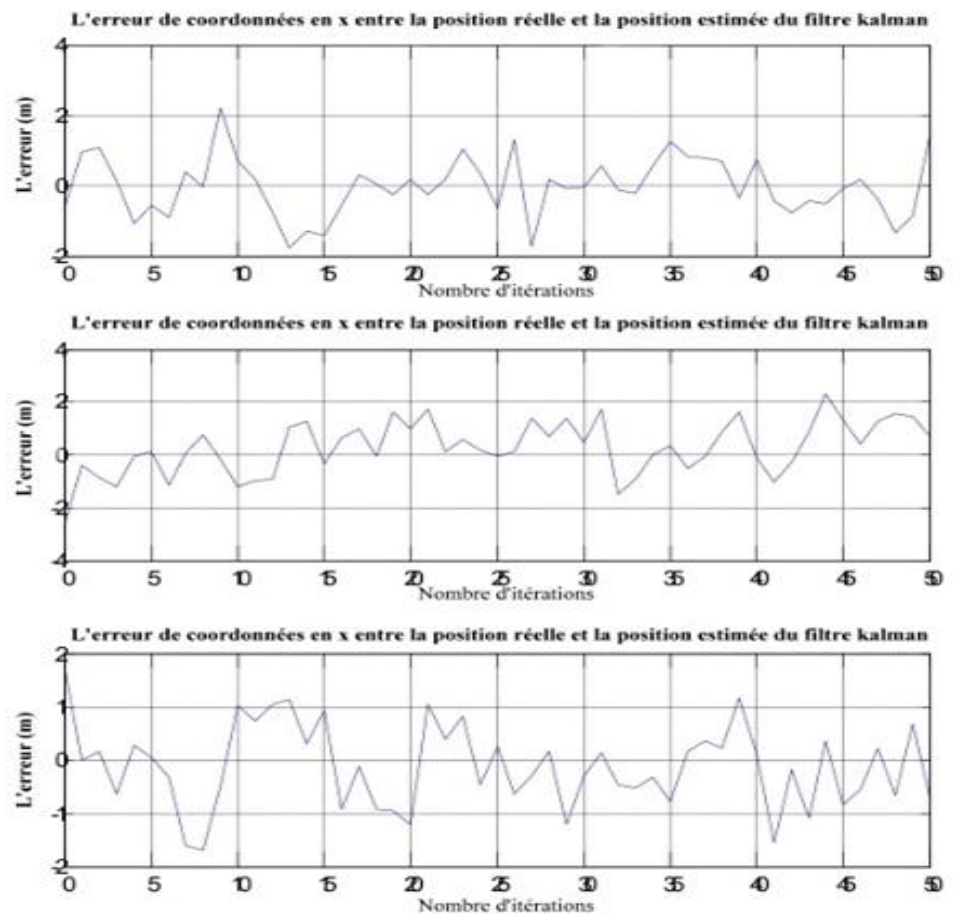 L'erreur de coordonnées en x entre la position réelle et la position estimée du filtre kalman
4
2
0
-2
L'erreur (m)
0 5 10 15 20 25 30 35 40 45 50
Nombre d'itérations
L'erreur de coordonnées en x entre la position réelle et la position estimée du filtre kalman
4
2
0
-2
-4
L'erreur (m)
0 5 10 15 20 25 30 35 40 45 50
Nombre d'itérations
L'erreur de coordonnées en x entre la position réelle et la position estimée du filtre kalman
2
1
0
-1
-2
L'erreur (m)
0 5 10 15 20 25 30 35 40 45 50
Nombre d'itérations